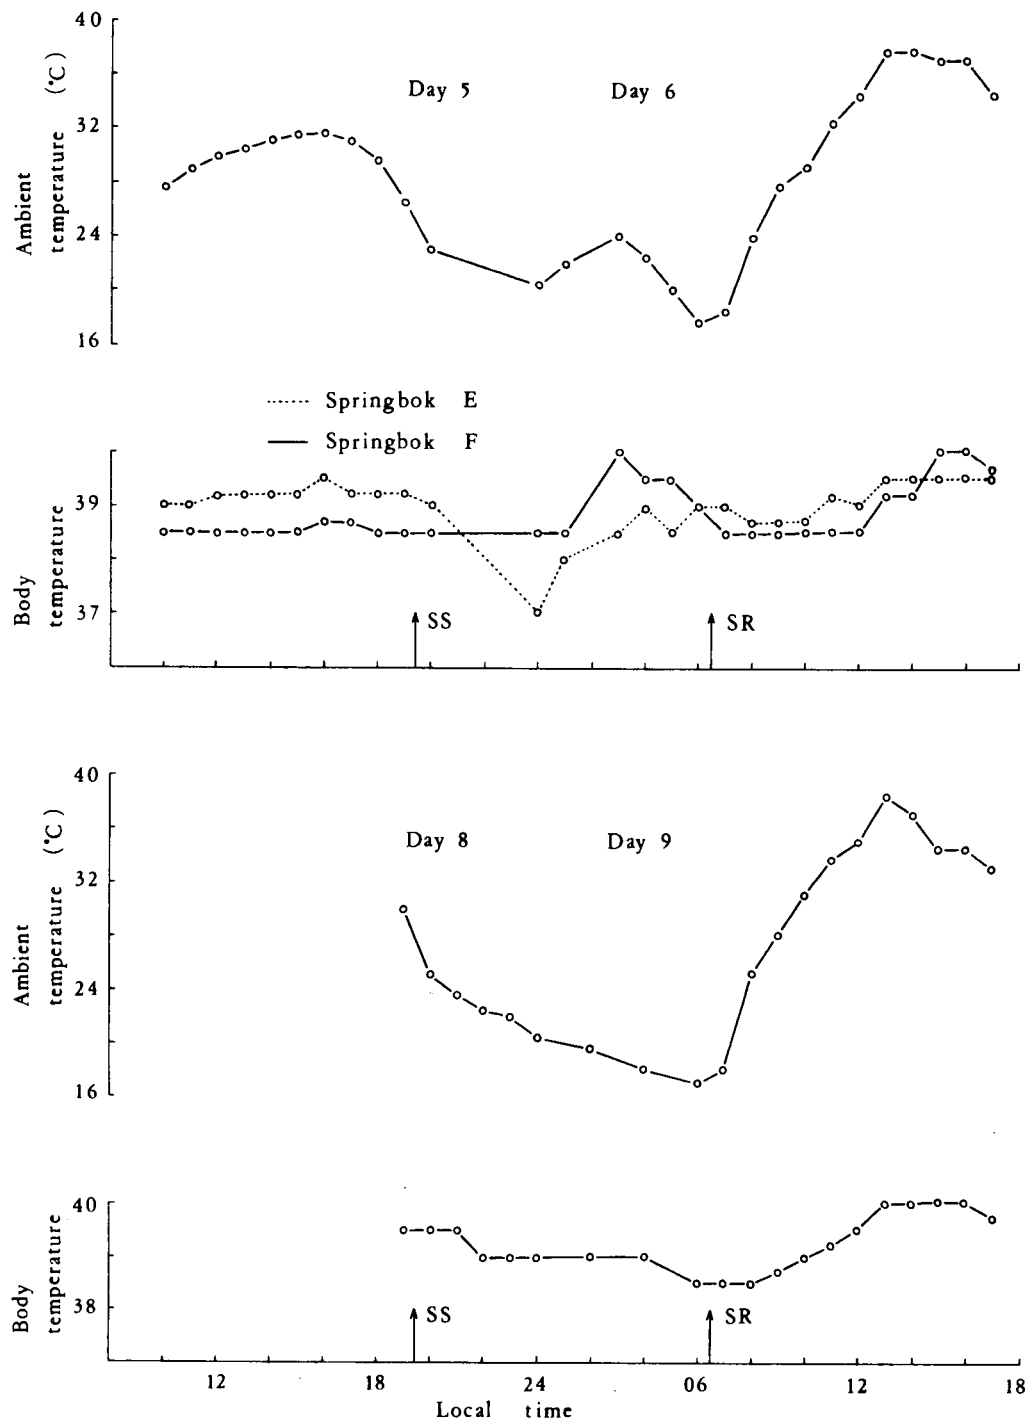 40
32
24
16
Ambient
temperature (°C)
Day 5 Day 6
Springbok E
Springbok F
39
37
Body
temperature
SS SR
40
32
24
16
Ambient
temperature (°C)
Day 8 Day 9
40
38
Body
temperature
SS SR
12 18 24 06 12 18
Local time